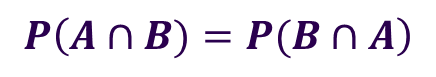 P(A ∩ B) = P(B ∩ A)